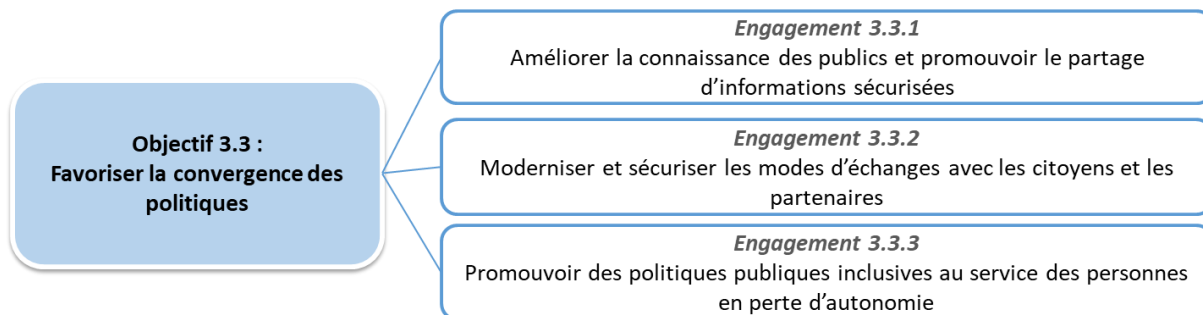 Objectif 3.3 :
Favoriser la convergence des
politiques
Engagement 3.3.1
Améliorer la connaissance des publics et promouvoir le partage
d’informations sécurisées
Engagement 3.3.2
Moderniser et sécuriser les modes d’échanges avec les citoyens et les
partenaires
Engagement 3.3.3
Promouvoir des politiques publiques inclusives au service des personnes
en perte d’autonomie